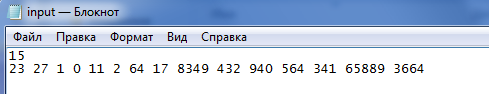 input — Блокнот
Файл Правка Формат Вид Справка
15
23 27 1 0 11 2 64 17 8349 432 940 564 341 65889 3664